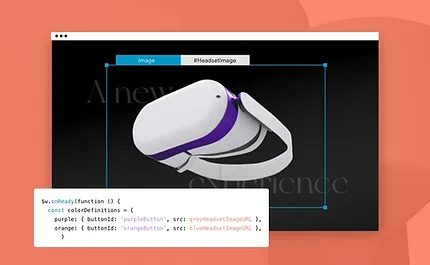 Image #HeadsetImage
A new
experience
$w.onReady(function () {
const colorDefinitions = {
purple: { buttonId: 'purpleButton', src: greyHeadsetImageURL },
orange: { buttonId: 'orangeButton', src: blueHeadsetImageURL },
}